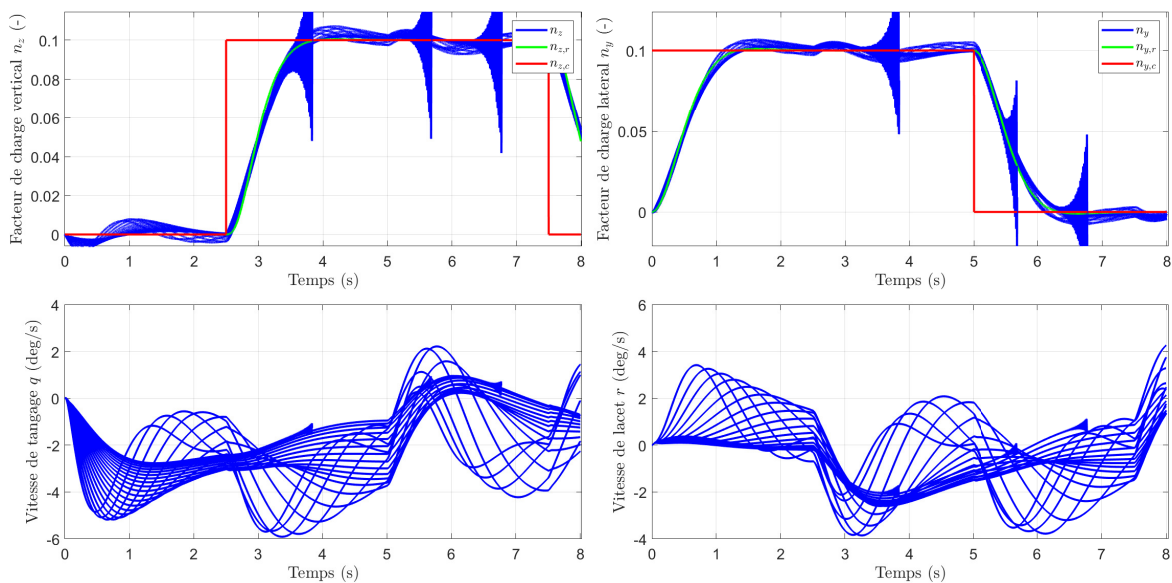 Facteur de charge vertical n_z (-)
0.1
0.08
0.06
0.04
0.02
0
0 1 2 3 4 5 6 7 8
Temps (s)
n_z
n_{z,r}
n_{z,c}
Facteur de charge lateral n_y (-)
0.1
0.05
0
0 1 2 3 4 5 6 7 8
Temps (s)
n_y
n_{y,r}
n_{y,c}
Vitesse de tangage q (deg/s)
4
2
0
-2
-4
-6
0 1 2 3 4 5 6 7 8
Temps (s)
Vitesse de lacet r (deg/s)
6
4
2
0
-2
-4
0 1 2 3 4 5 6 7 8
Temps (s)